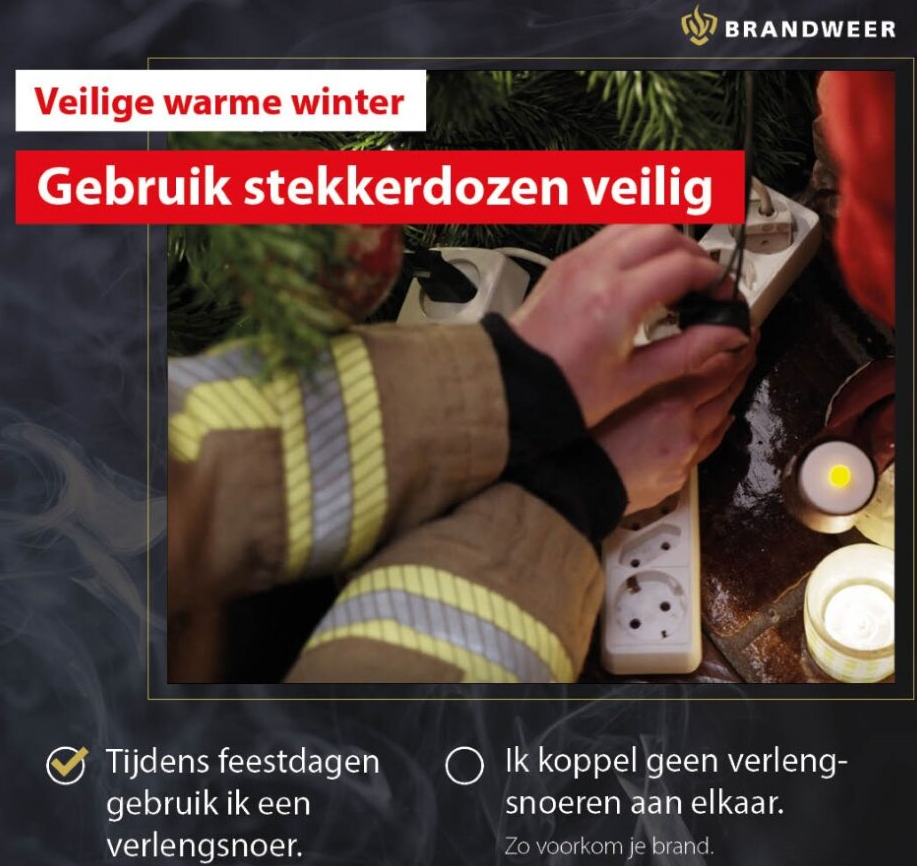 BRANDWEER
Veilige warme winter
Gebruik stekkerdozen veilig
Tijdens feestdagen
gebruik ik een
verlengsnoer.
Ik koppel geen verleng-
snoeren aan elkaar.
Zo voorkom je brand.